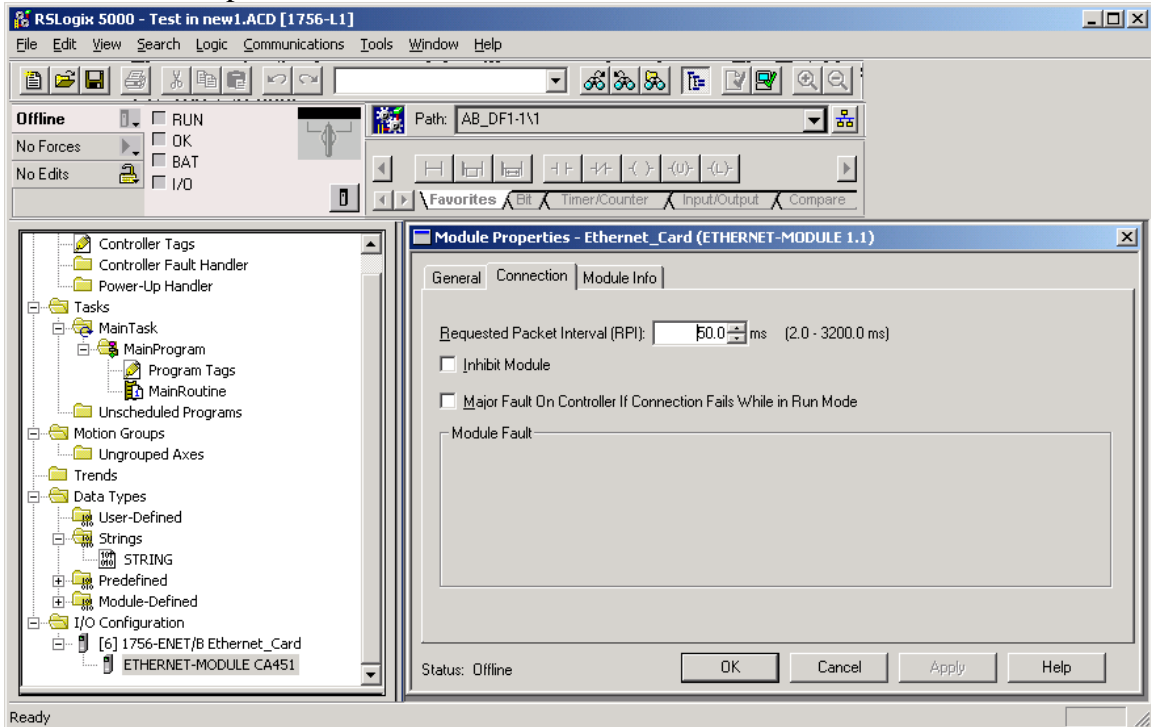 RSLogix 5000 - Test in new1.ACD [1756-L1]
File Edit View Search Logic Communications Tools Window Help
Offline
RUN
No Forces
OK
No Edits
BAT
I/O
Path: AB_DF1-1\1
Favorites Bit Timer/Counter Input/Output Compare
Controller Tags
Controller Fault Handler
Power-Up Handler
Tasks
MainTask
MainProgram
Program Tags
MainRoutine
Unscheduled Programs
Motion Groups
Ungrouped Axes
Trends
Data Types
User-Defined
Strings
STRING
Predefined
Module-Defined
I/O Configuration
[6] 1756-ENET/B Ethernet_Card
ETHERNET-MODULE CA451
Module Properties - Ethernet_Card (ETHERNET-MODULE 1.1)
General Connection Module Info
Requested Packet Interval (RPI): 50.0 ms (2.0 - 3200.0 ms)
Inhibit Module
Major Fault On Controller If Connection Fails While in Run Mode
Module Fault
Status: Offline
OK Cancel Apply Help
Ready